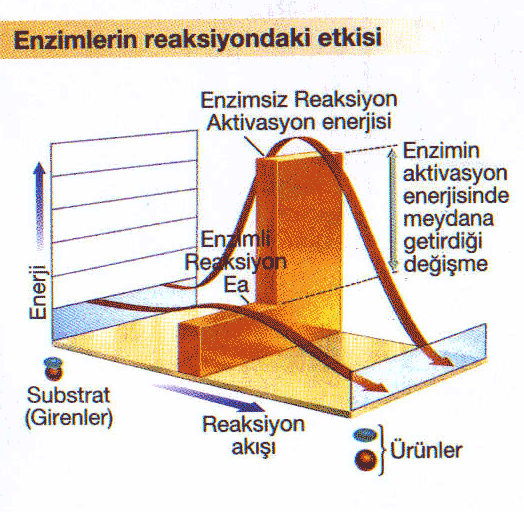 Enzimlerin reaksiyondaki etkisi
Enzimsiz Reaksiyon
Aktivasyon enerjisi
Enzimin
aktivasyon
enerjisinde
meydana
getirdiği
değişme
Enzimli
Reaksiyon
Ea
Enerji
Substrat
(Girenler)
Reaksiyon
akışı
Ürünler